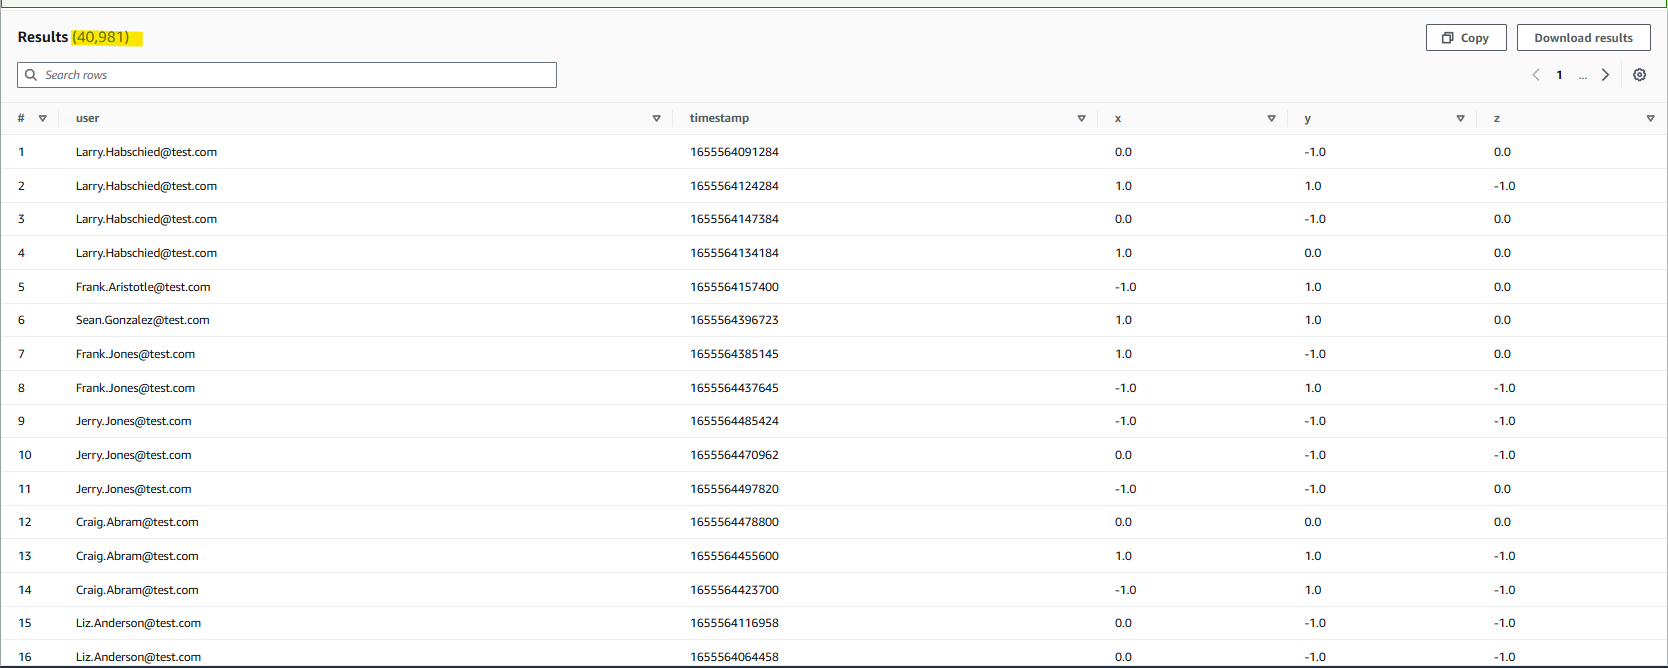 Results (40,981) Copy Download results
Search rows 1 ...
# user timestamp x y z
1 Larry.Habschied@test.com 1655564091284 0.0 -1.0 0.0
2 Larry.Habschied@test.com 1655564124284 1.0 1.0 -1.0
3 Larry.Habschied@test.com 1655564147384 0.0 -1.0 0.0
4 Larry.Habschied@test.com 1655564134184 1.0 0.0 0.0
5 Frank.Aristotle@test.com 1655564157400 -1.0 1.0 0.0
6 Sean.Gonzalez@test.com 1655564396723 1.0 1.0 0.0
7 Frank.Jones@test.com 1655564385145 1.0 -1.0 0.0
8 Frank.Jones@test.com 1655564437645 -1.0 1.0 -1.0
9 Jerry.Jones@test.com 1655564485424 -1.0 -1.0 -1.0
10 Jerry.Jones@test.com 1655564470962 0.0 -1.0 -1.0
11 Jerry.Jones@test.com 1655564497820 -1.0 -1.0 0.0
12 Craig.Abram@test.com 1655564478800 0.0 0.0 0.0
13 Craig.Abram@test.com 1655564455600 1.0 1.0 -1.0
14 Craig.Abram@test.com 1655564423700 -1.0 1.0 -1.0
15 Liz.Anderson@test.com 1655564116958 0.0 -1.0 -1.0
16 Liz.Anderson@test.com 1655564064458 0.0 -1.0 -1.0